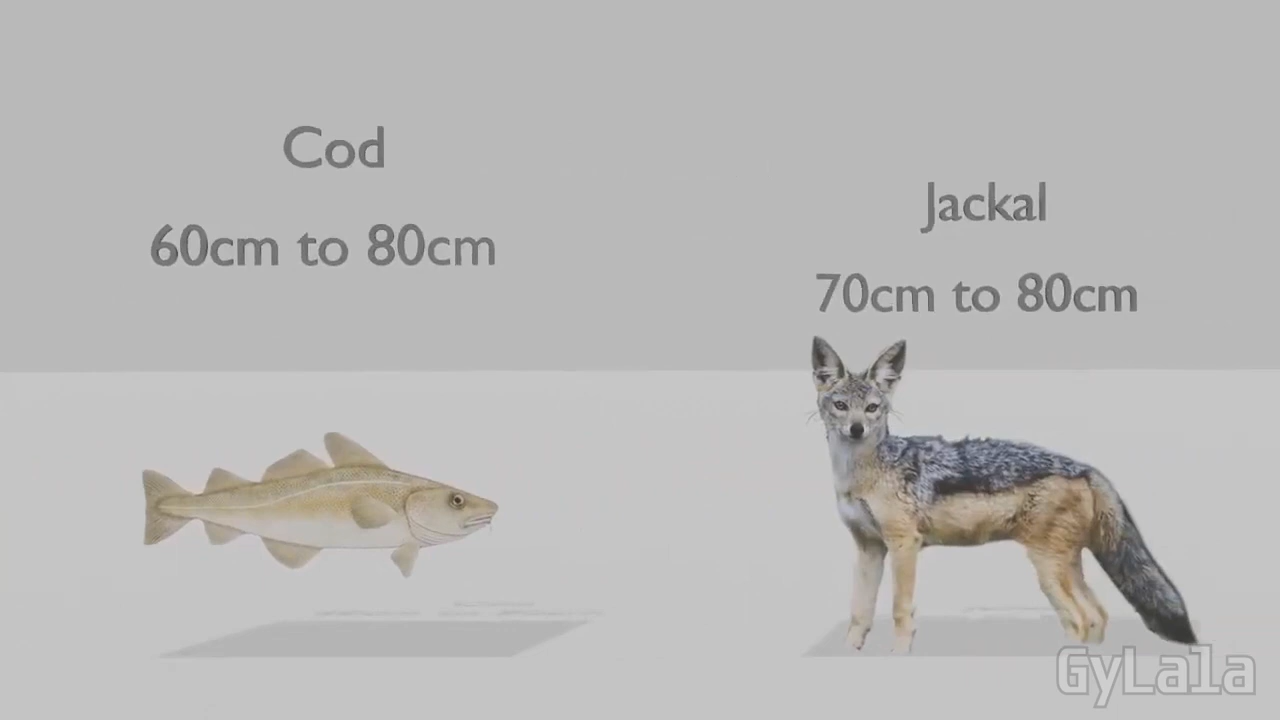 Cod
60cm to 80cm
Jackal
70cm to 80cm
GyLala